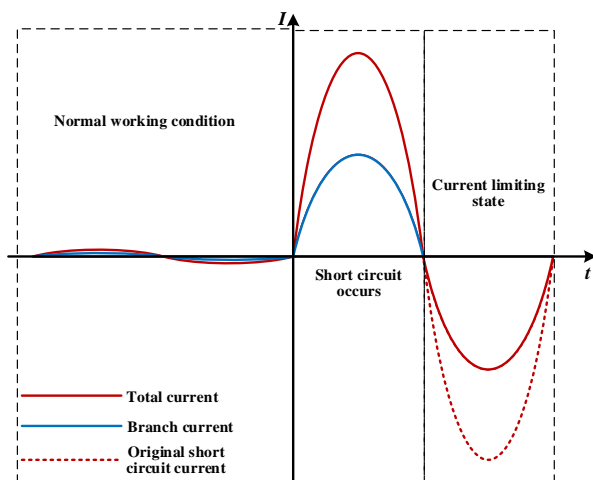 I
Normal working condition
Current limiting
state
Short circuit
occurs
t
Total current
Branch current
Original short
circuit current